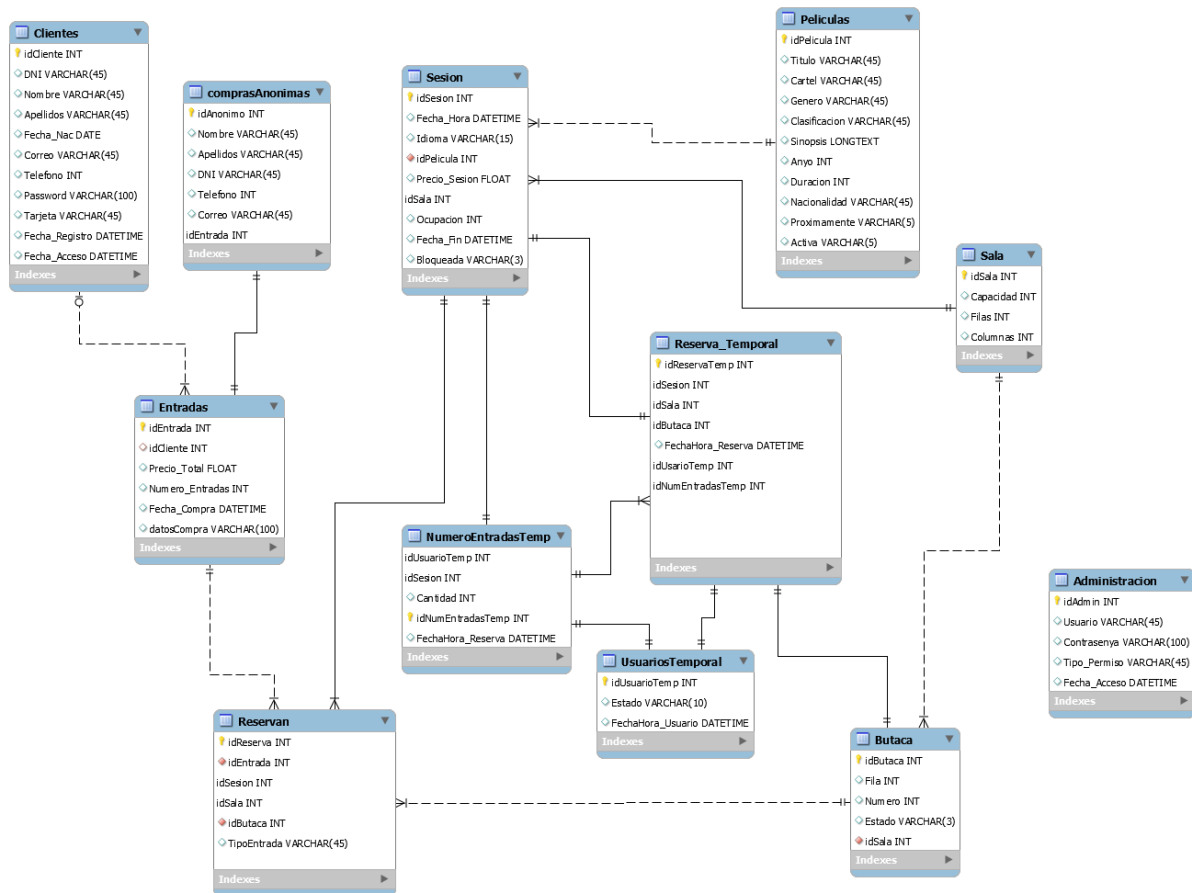 Clientes
idCliente INT
DNI VARCHAR(45)
Nombre VARCHAR(45)
Apellidos VARCHAR(45)
Fecha_Nac DATE
Correo VARCHAR(45)
Telefono INT
Password VARCHAR(100)
Tarjeta VARCHAR(45)
Fecha_Registro DATETIME
Fecha_Acceso DATETIME
Indexes
comprasAnonimas
idAnonimo INT
Nombre VARCHAR(45)
Apellidos VARCHAR(45)
DNI VARCHAR(45)
Telefono INT
Correo VARCHAR(45)
idEntrada INT
Indexes
Sesion
idSesion INT
Fecha_Hora DATETIME
Idioma VARCHAR(15)
idPelicula INT
Precio_Sesion FLOAT
idSala INT
Ocupacion INT
Fecha_Fin DATETIME
Bloqueada VARCHAR(3)
Indexes
Peliculas
idPelicula INT
Titulo VARCHAR(45)
Cartel VARCHAR(45)
Genero VARCHAR(45)
Clasificacion VARCHAR(45)
Sinopsis LONGTEXT
Anyo INT
Duracion INT
Nacionalidad VARCHAR(45)
Proximamente VARCHAR(5)
Activa VARCHAR(5)
Indexes
Sala
idSala INT
Capacidad INT
Filas INT
Columnas INT
Indexes
Reserva_Temporal
idReservaTemp INT
idSesion INT
idSala INT
idButaca INT
FechaHora_Reserva DATETIME
idUsarioTemp INT
idNumEntradasTemp INT
Indexes
Entradas
idEntrada INT
idCliente INT
Precio_Total FLOAT
Numero_Entradas INT
Fecha_Compra DATETIME
datosCompra VARCHAR(100)
Indexes
NumeroEntradasTemp
idUsuarioTemp INT
idSesion INT
Cantidad INT
idNumEntradasTemp INT
FechaHora_Reserva DATETIME
Indexes
Administracion
idAdmin INT
Usuario VARCHAR(45)
Contrasenya VARCHAR(100)
Tipo_Permiso VARCHAR(45)
Fecha_Acceso DATETIME
Indexes
UsuariosTemporal
idUsuarioTemp INT
Estado VARCHAR(10)
FechaHora_Usuario DATETIME
Indexes
Reservan
idReserva INT
idEntrada INT
idSesion INT
idSala INT
idButaca INT
TipoEntrada VARCHAR(45)
Indexes
Butaca
idButaca INT
Fila INT
Numero INT
Estado VARCHAR(3)
idSala INT
Indexes